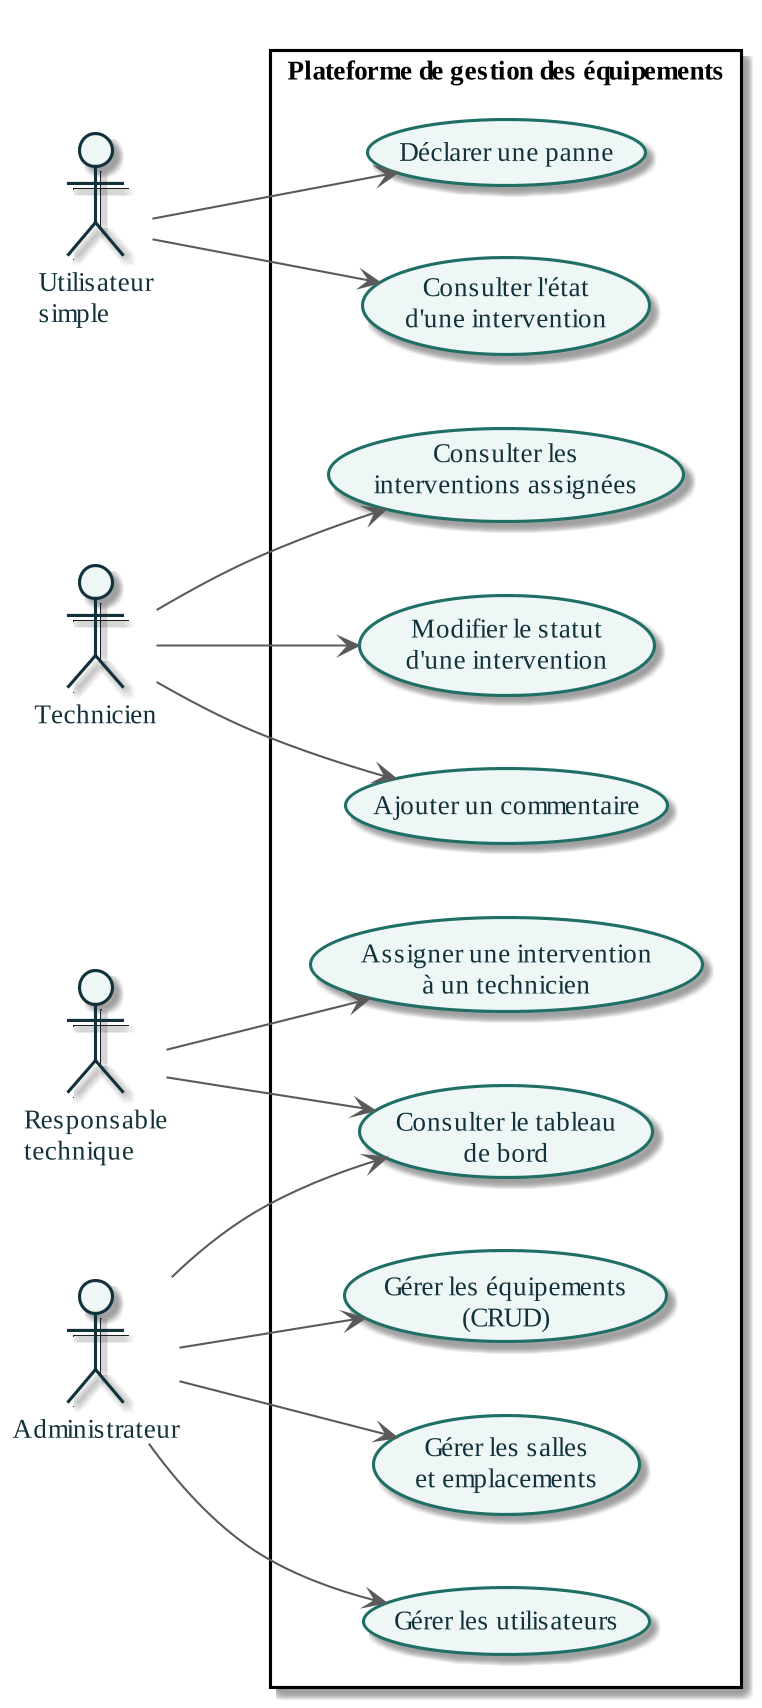 Plateforme de gestion des équipements
Déclarer une panne
Utilisateur
simple
Consulter l'état
d'une intervention
Consulter les
interventions assignées
Modifier le statut
d'une intervention
Technicien
Ajouter un commentaire
Assigner une intervention
à un technicien
Responsable
technique
Consulter le tableau
de bord
Gérer les équipements
(CRUD)
Administrateur
Gérer les salles
et emplacements
Gérer les utilisateurs